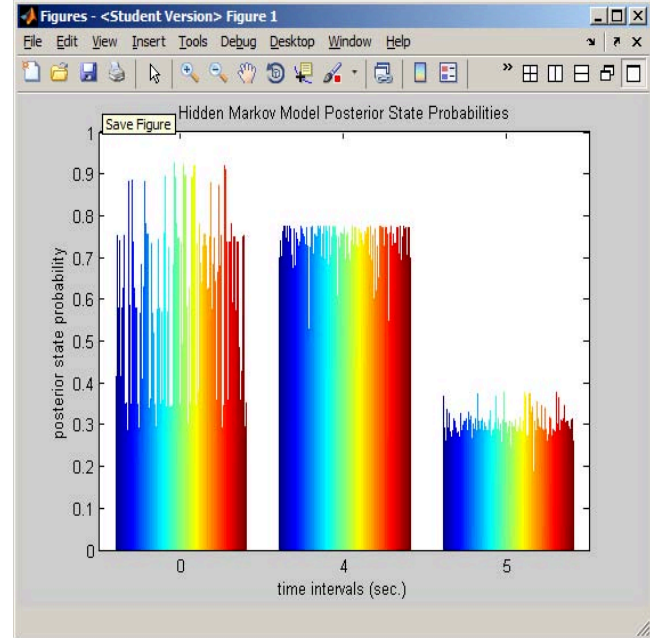 Figures - <Student Version> Figure 1
File Edit View Insert Tools Debug Desktop Window Help
»
Hidden Markov Model Posterior State Probabilities
Save Figure
1
0.9
0.8
0.7
0.6
0.5
0.4
0.3
0.2
0.1
0
posterior state probability
0 4 5
time intervals (sec.)